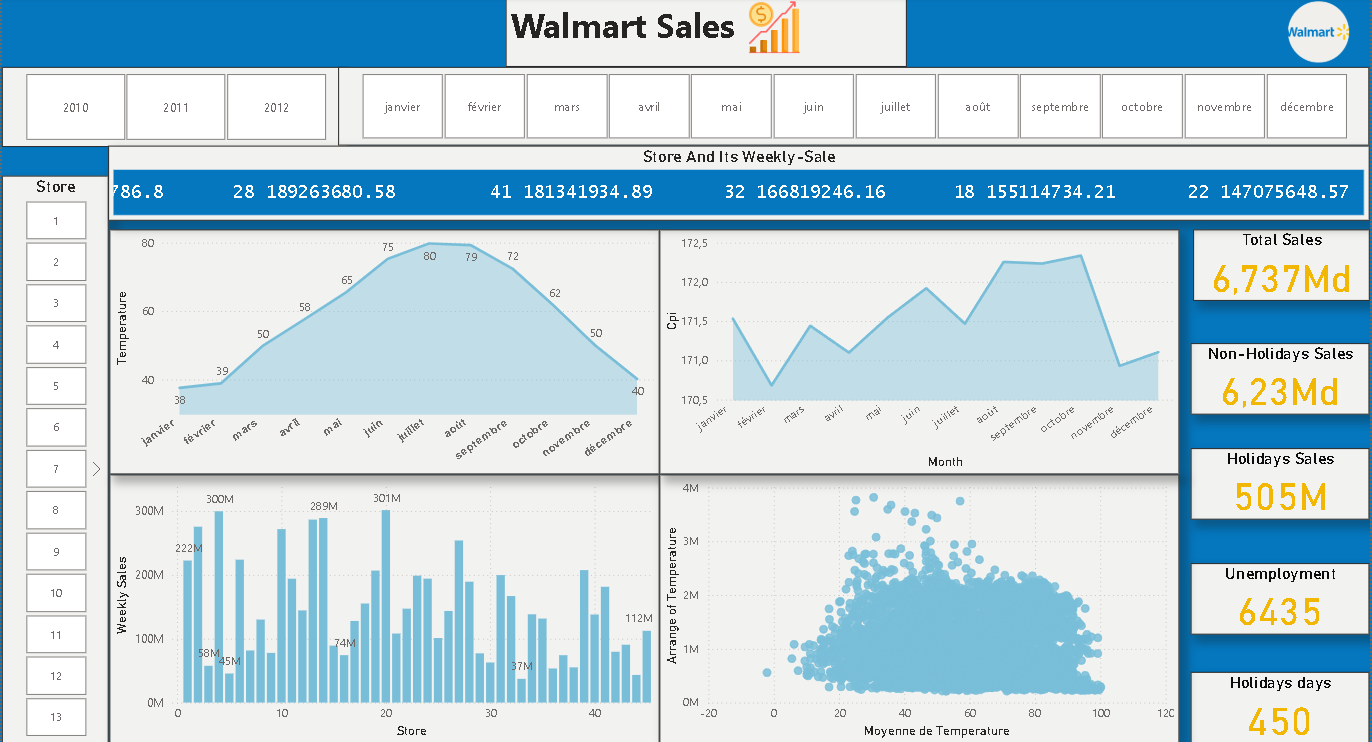 Walmart Sales
Walmart
2010 2011 2012
janvier février mars avril mai juin juillet août septembre octobre novembre décembre
Store And Its Weekly-Sale
786.8 28 189263680.58 41 181341934.89 32 166819246.16 18 155114734.21 22 147075648.57
Store
1
2
3
4
5
6
7
8
9
10
11
12
13
Temperature
80
60
40
38
39
50
58
65
75
80
79
72
62
50
40
janvier février mars avril mai juin juillet août septembre octobre novembre décembre
Cpi
172,5
172,0
171,5
171,0
170,5
janvier février mars avril mai juin juillet août septembre octobre novembre décembre
Month
Weekly Sales
300M
200M
100M
0M
222M
58M
300M
45M
289M
74M
301M
37M
112M
0 10 20 30 40
Store
Arrange of Temperature
4M
3M
2M
1M
0M
-20 0 20 40 60 80 100 120
Moyenne de Temperature
Total Sales
6,737Md
Non-Holidays Sales
6,23Md
Holidays Sales
505M
Unemployment
6435
Holidays days
450